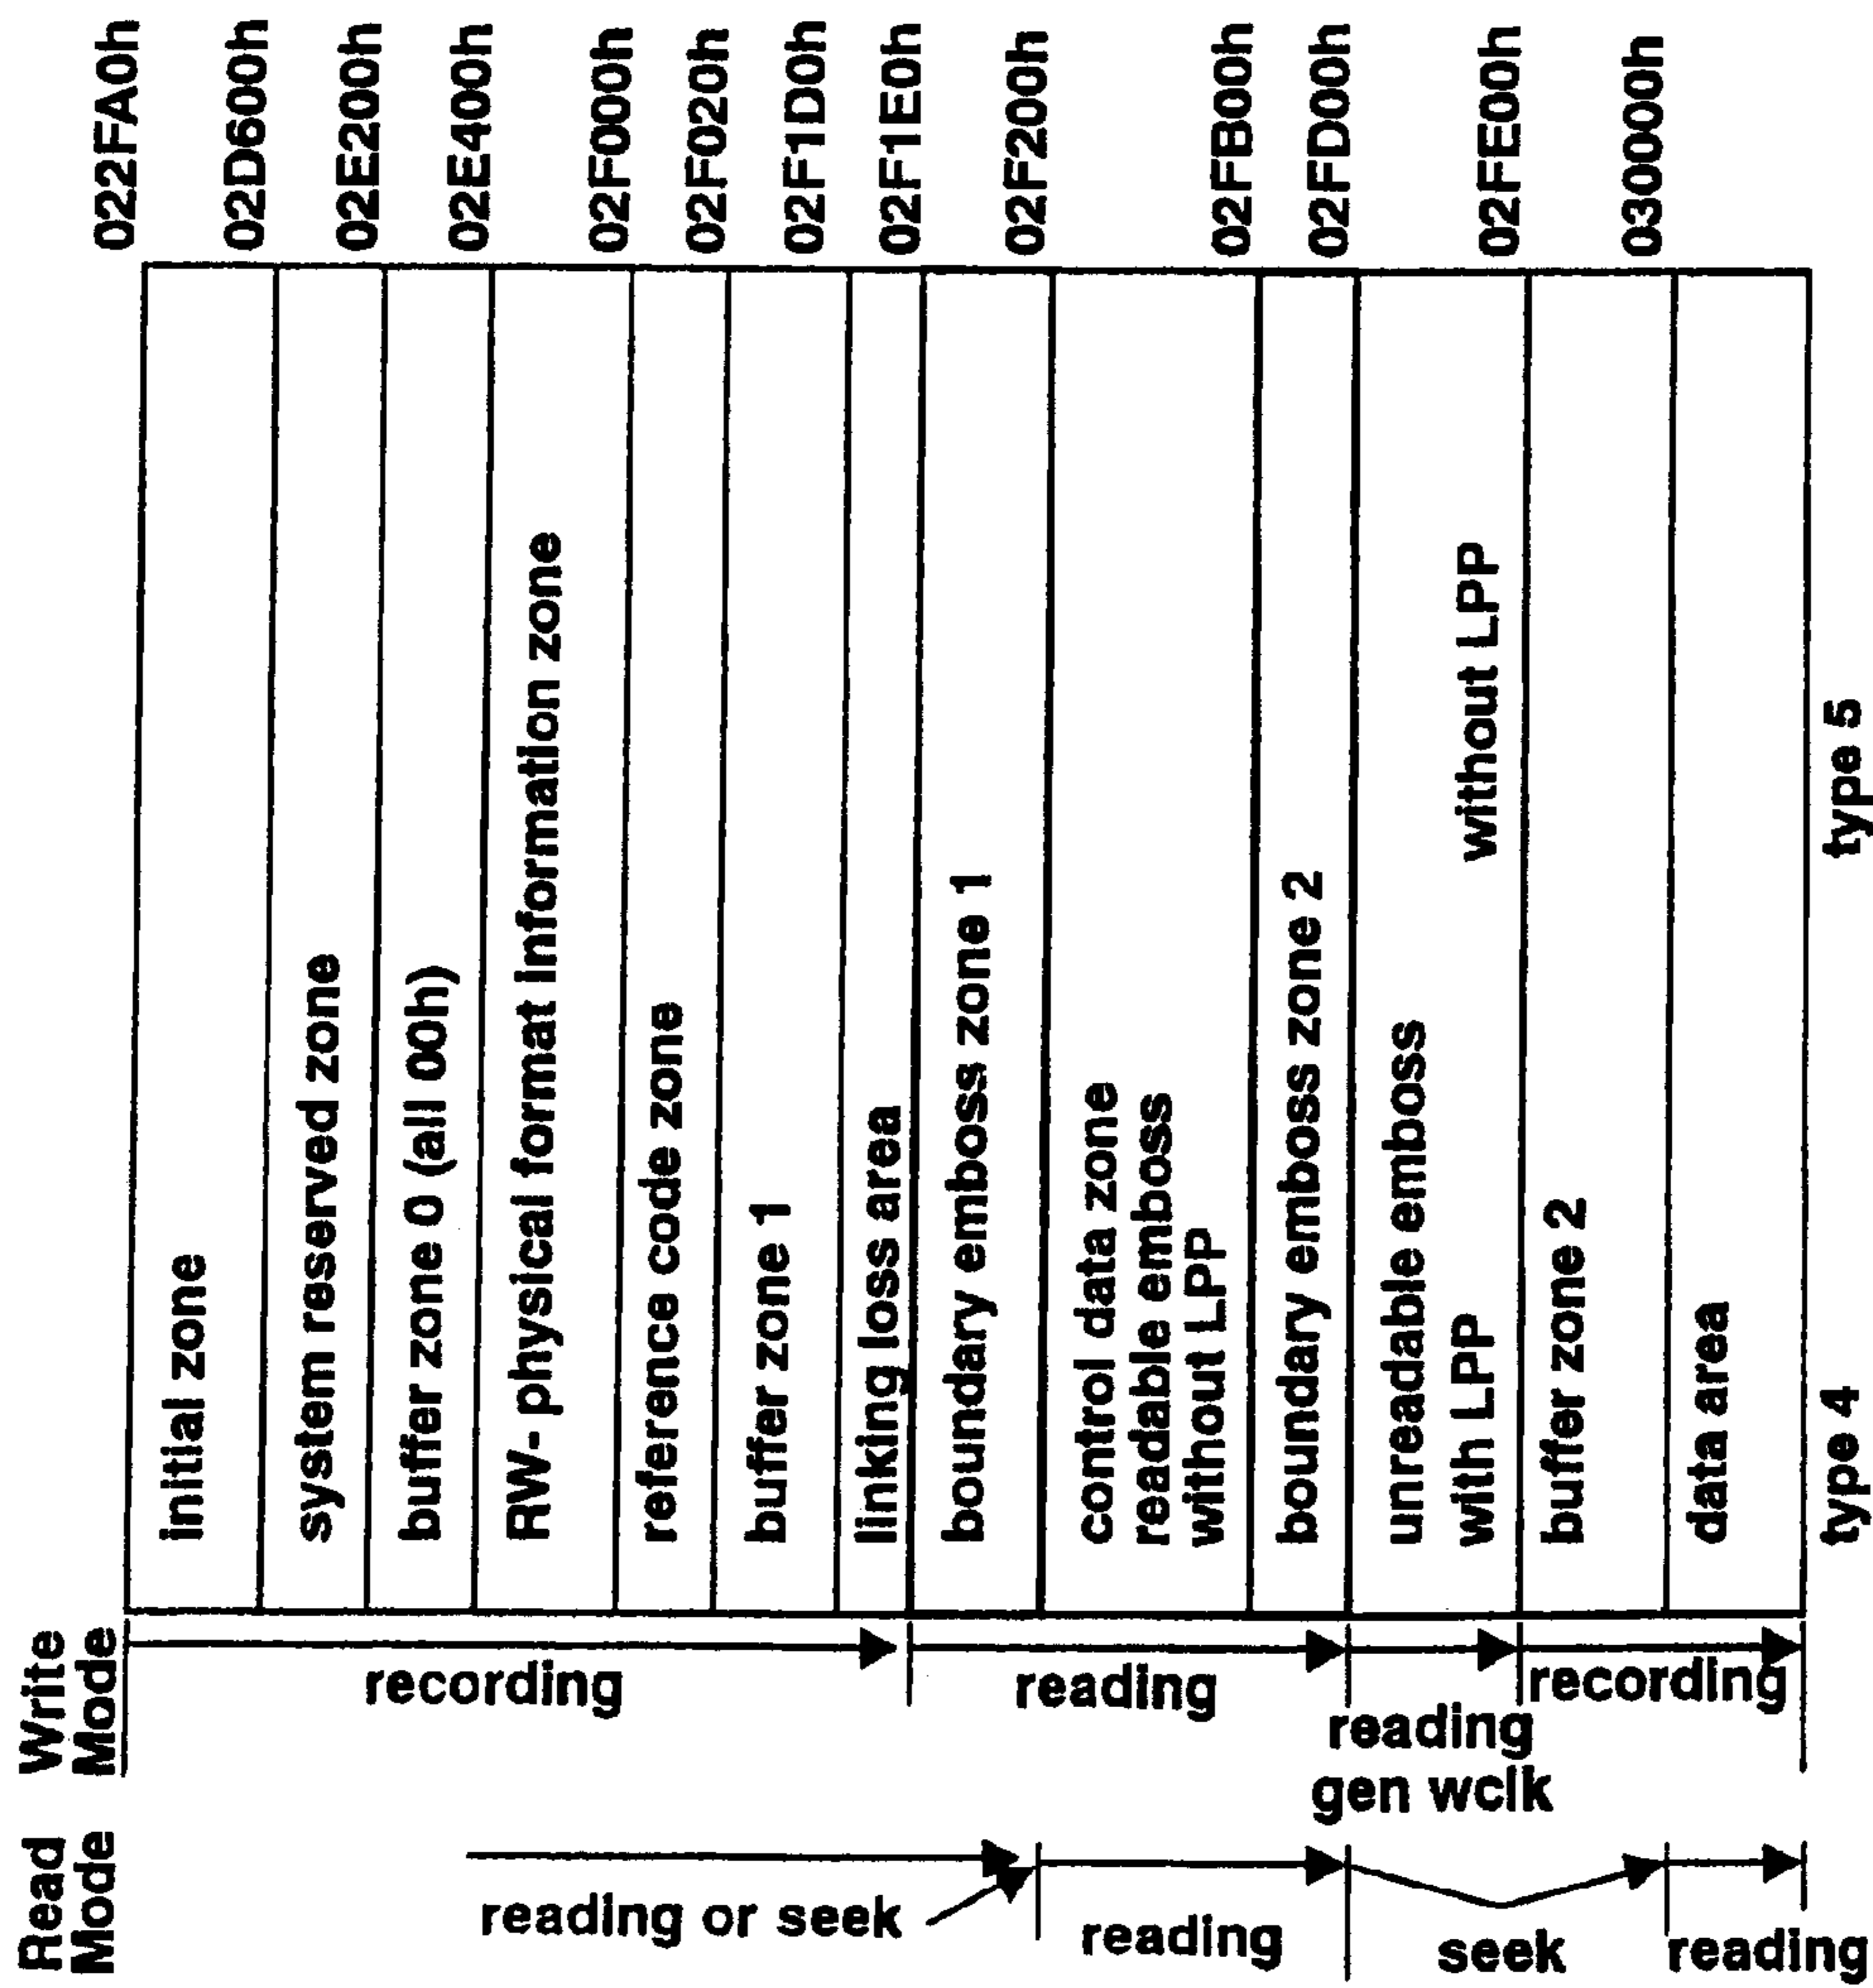 022FA0h
02D600h
02E200h
02E400h
02F000h
02F020h
02F1D0h
02F1E0h
02F200h
02FB00h
02FD00h
02FE00h
030000h
initial zone
system reserved zone
buffer zone 0 (all 00h)
RW-physical format information zone
reference code zone
buffer zone 1
linking loss area
boundary emboss zone 1
control data zone
readable emboss
without LPP
boundary emboss zone 2
unreadable emboss
with LPP without LPP
buffer zone 2
data area
type 4 type 5
Write
Mode
recording
reading
reading
gen wclk
recording
Read
Mode
reading or seek
reading
seek
reading